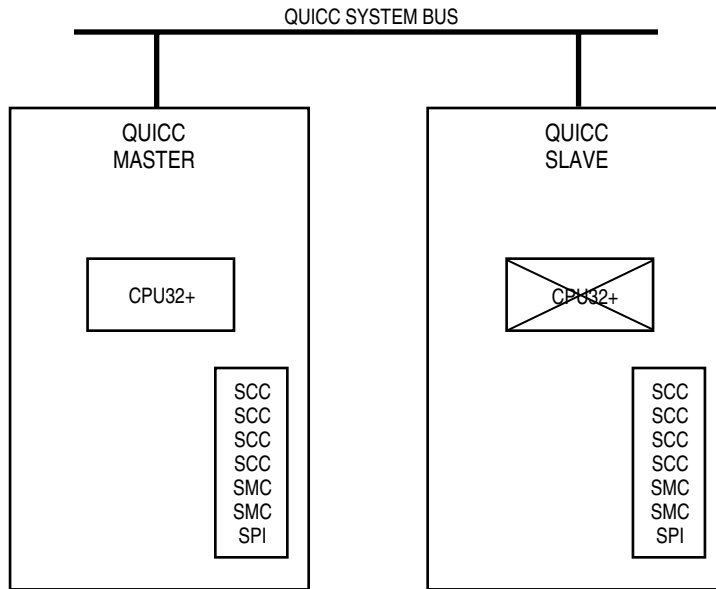 QUICC SYSTEM BUS
QUICC
MASTER
CPU32+
SCC
SCC
SCC
SCC
SMC
SMC
SPI
QUICC
SLAVE
CPU32+
SCC
SCC
SCC
SCC
SMC
SMC
SPI